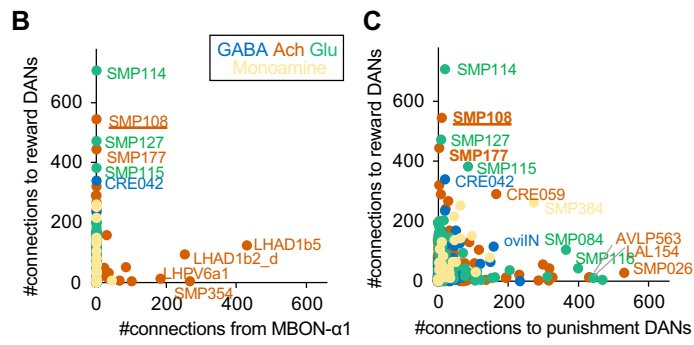 B
GABA Ach Glu
Monoamine
#connections to reward DANs
600
400
200
0
SMP114
SMP108
SMP127
SMP177
SMP115
CRE042
LHAD1b5
LHAD1b2_d
LHPV6a1
SMP354
0 200 400 600
#connections from MBON-α1
C
#connections to reward DANs
600
400
200
0
SMP114
SMP108
SMP127
SMP177
SMP115
CRE042
CRE059
SMP384
oviIN
SMP084
AVLP563
LAL154
SMP116
SMP026
0 200 400 600
#connections to punishment DANs